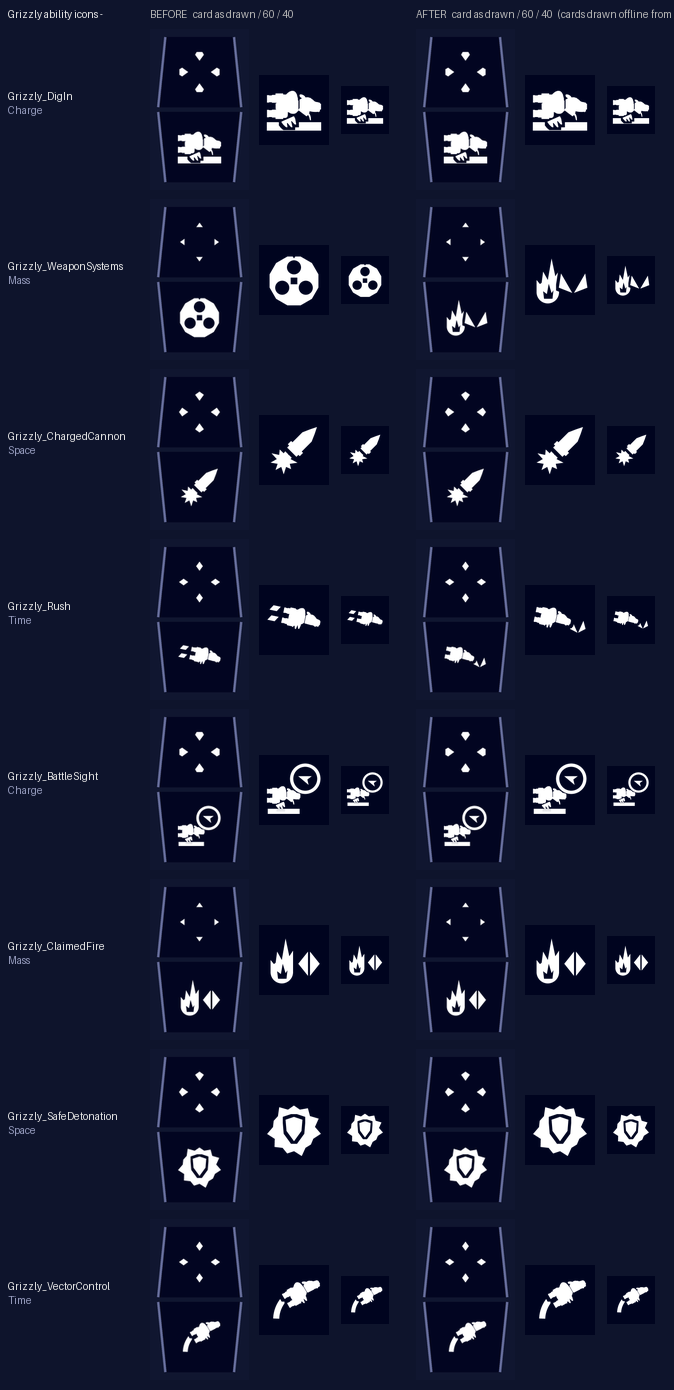 Grizzly ability icons - BEFORE card as drawn / 60 / 40 AFTER card as drawn / 60 / 40 (cards drawn offline from
Grizzly_DigIn
Charge
Grizzly_WeaponSystems
Mass
Grizzly_ChargedCannon
Space
Grizzly_Rush
Time
Grizzly_BattleSight
Charge
Grizzly_ClaimedFire
Mass
Grizzly_SafeDetonation
Space
Grizzly_VectorControl
Time